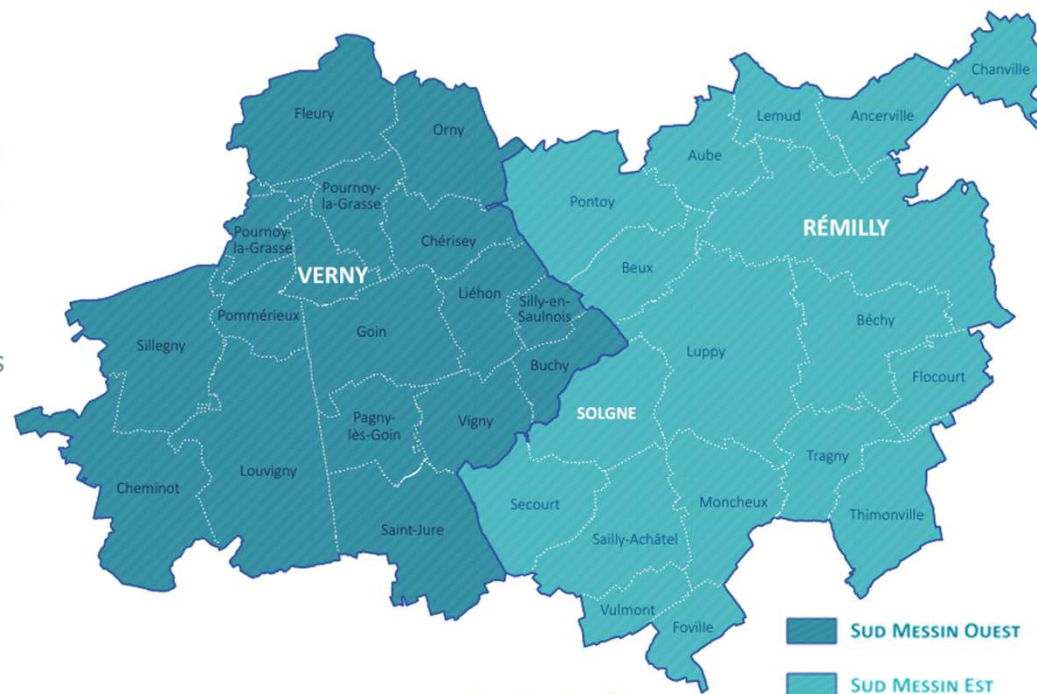 Chanville
Fleury
Lemud
Ancerville
Orny
Aube
Pournoy-
la-Grasse
Pontoy
RÉMILLY
Pournoy-
la-Grasse
Chérisey
VERNY
Beux
Liéhon
Silly-en-
Saulnois
Pommérieux
Goin
Béchy
Sillegny
Luppy
S
Buchy
Flocourt
SOLGNE
Pagny-
lès-Goin
Vigny
Tragny
Louvigny
Cheminot
Secourt
Moncheux
Thimonville
Saint-Jure
Sailly-Achâtel
Vulmont
Foville
SUD MESSIN OUEST
SUD MESSIN EST